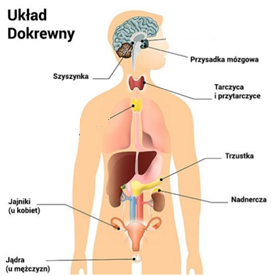 Układ
Dokrewny
Przysadka mózgowa
Szyszynka
Tarczyca
i przytarczyce
Trzustka
Jajniki
(u kobiet)
Nadnercza
Jądra
(u mężczyzn)